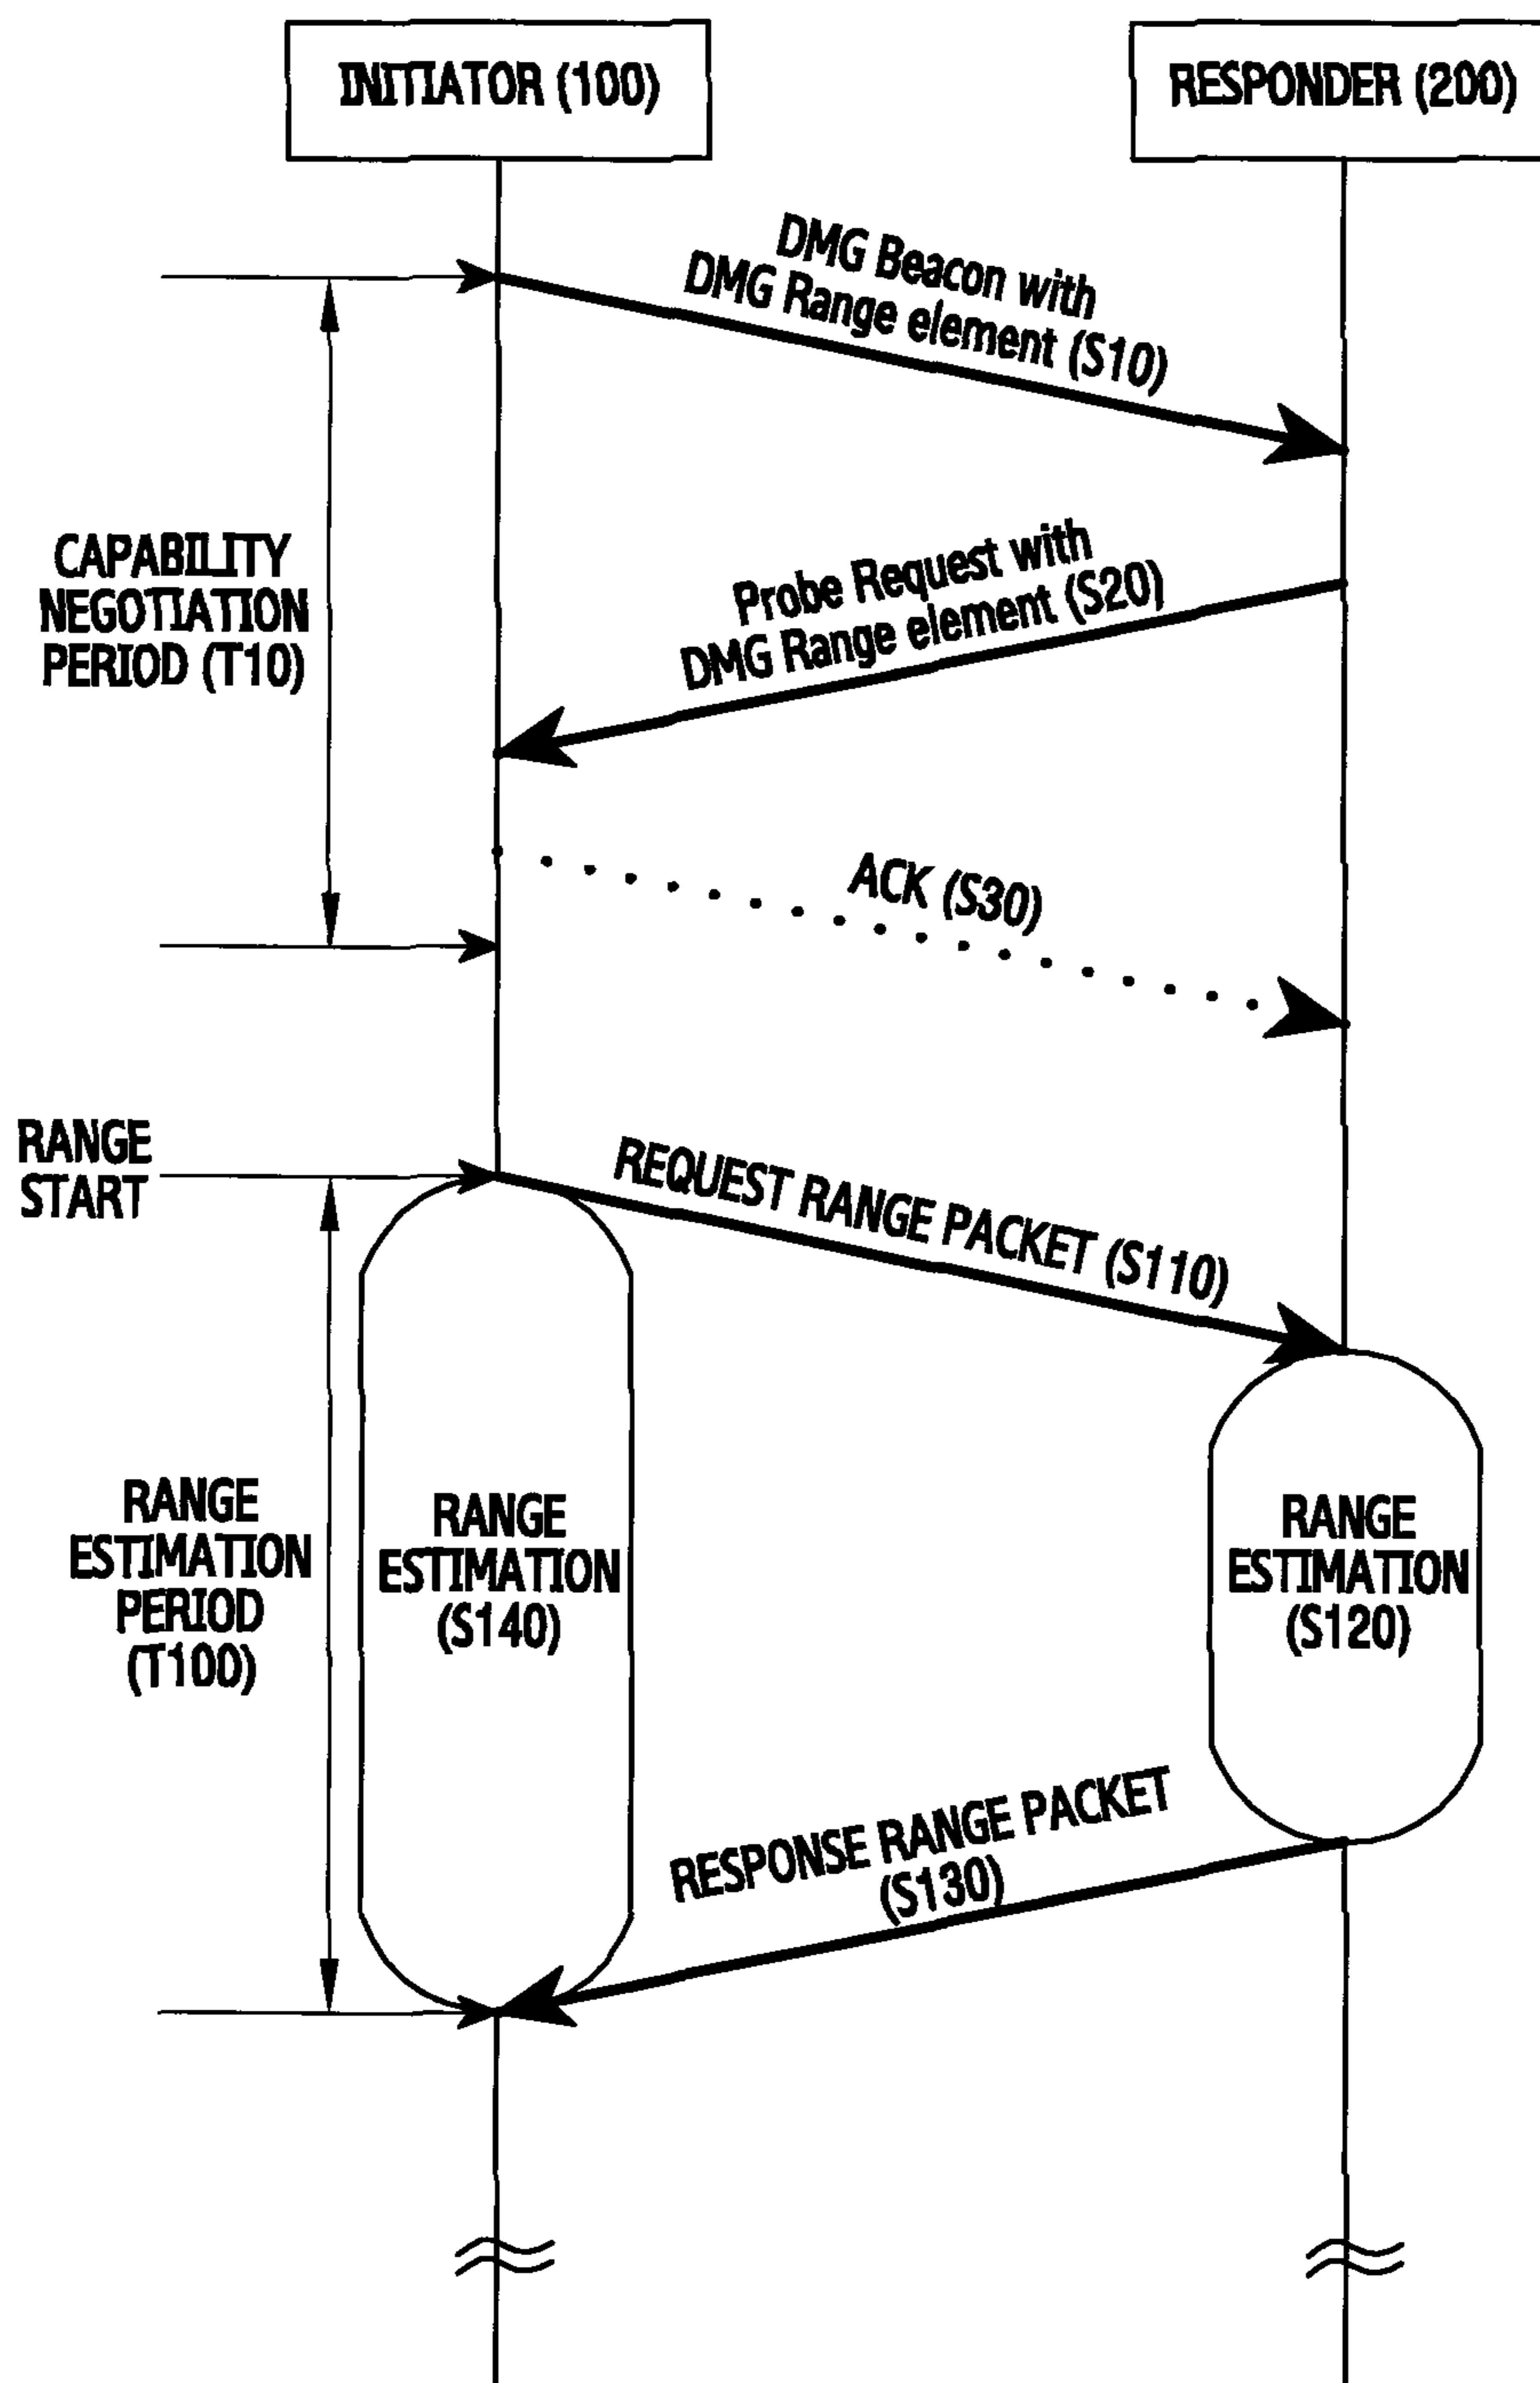 INITIATOR (100)
RESPONDER (200)
DMG Beacon with
DMG Range element (S10)
CAPABILITY
NEGOTIATION
PERIOD (T10)
Probe Request with
DMG Range element (S20)
ACK (S30)
RANGE
START
REQUEST RANGE PACKET (S110)
RANGE
ESTIMATION
PERIOD
(T100)
RANGE
ESTIMATION
(S140)
RANGE
ESTIMATION
(S120)
RESPONSE RANGE PACKET
(S130)